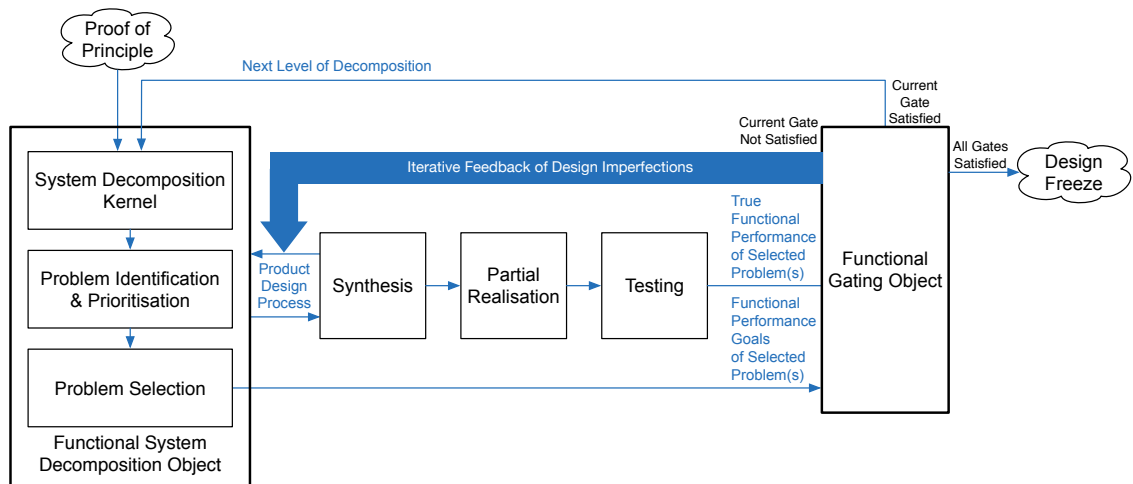 Proof of
Principle
Next Level of Decomposition
Current
Gate
Satisfied
Current Gate
Not Satisfied
All Gates
Satisfied
Design
Freeze
Iterative Feedback of Design Imperfections
System Decomposition
Kernel
Problem Identification
& Prioritisation
Problem Selection
Functional System
Decomposition Object
Product
Design
Process
Synthesis
Partial
Realisation
Testing
True
Functional
Performance
of Selected
Problem(s)
Functional
Performance
Goals
of Selected
Problem(s)
Functional
Gating Object